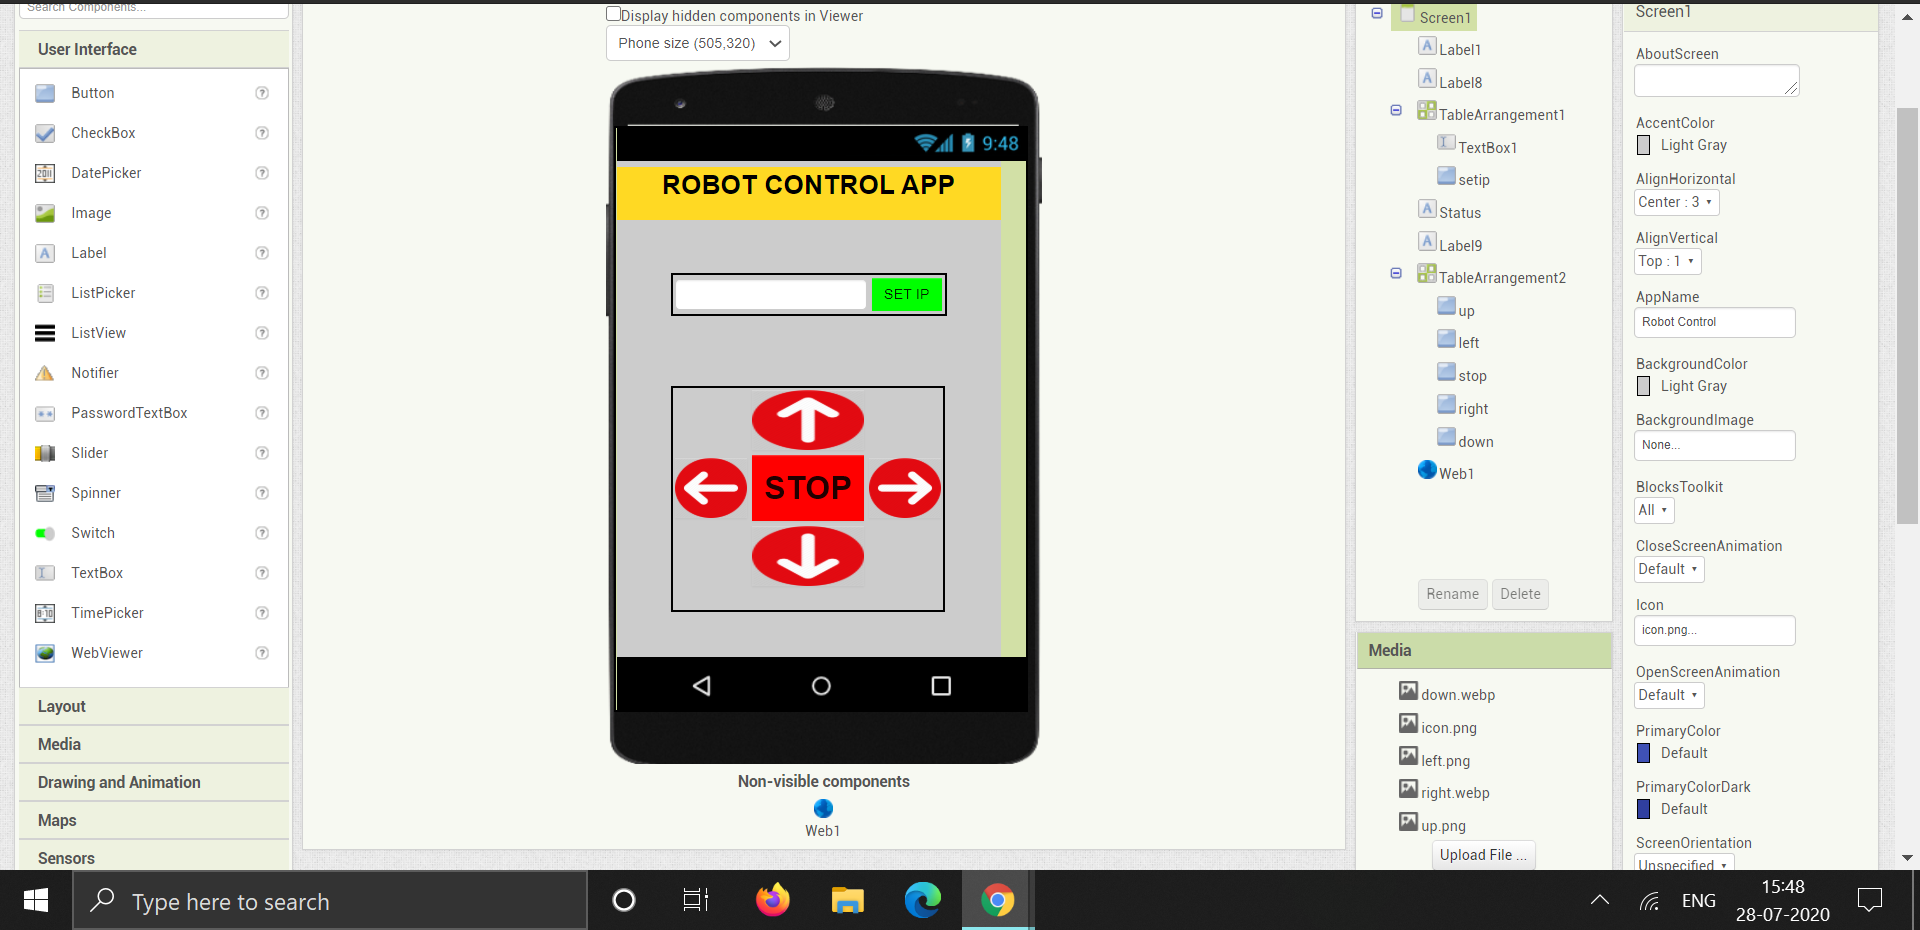 Search Components...
User Interface
Button
CheckBox
DatePicker
Image
Label
ListPicker
ListView
Notifier
PasswordTextBox
Slider
Spinner
Switch
TextBox
TimePicker
WebViewer
Layout
Media
Drawing and Animation
Maps
Sensors
Display hidden components in Viewer
Phone size (505,320)
9:48
ROBOT CONTROL APP
SET IP
STOP
Non-visible components
Web1
Screen1
Label1
Label8
TableArrangement1
TextBox1
setip
Status
Label9
TableArrangement2
up
left
stop
right
down
Web1
Rename Delete
Media
down.webp
icon.png
left.png
right.webp
up.png
Upload File ...
Screen1
AboutScreen
AccentColor
Light Gray
AlignHorizontal
Center : 3
AlignVertical
Top : 1
AppName
Robot Control
BackgroundColor
Light Gray
BackgroundImage
None...
BlocksToolkit
All
CloseScreenAnimation
Default
Icon
icon.png...
OpenScreenAnimation
Default
PrimaryColor
Default
PrimaryColorDark
Default
ScreenOrientation
Unspecified
Type here to search
ENG
15:48
28-07-2020